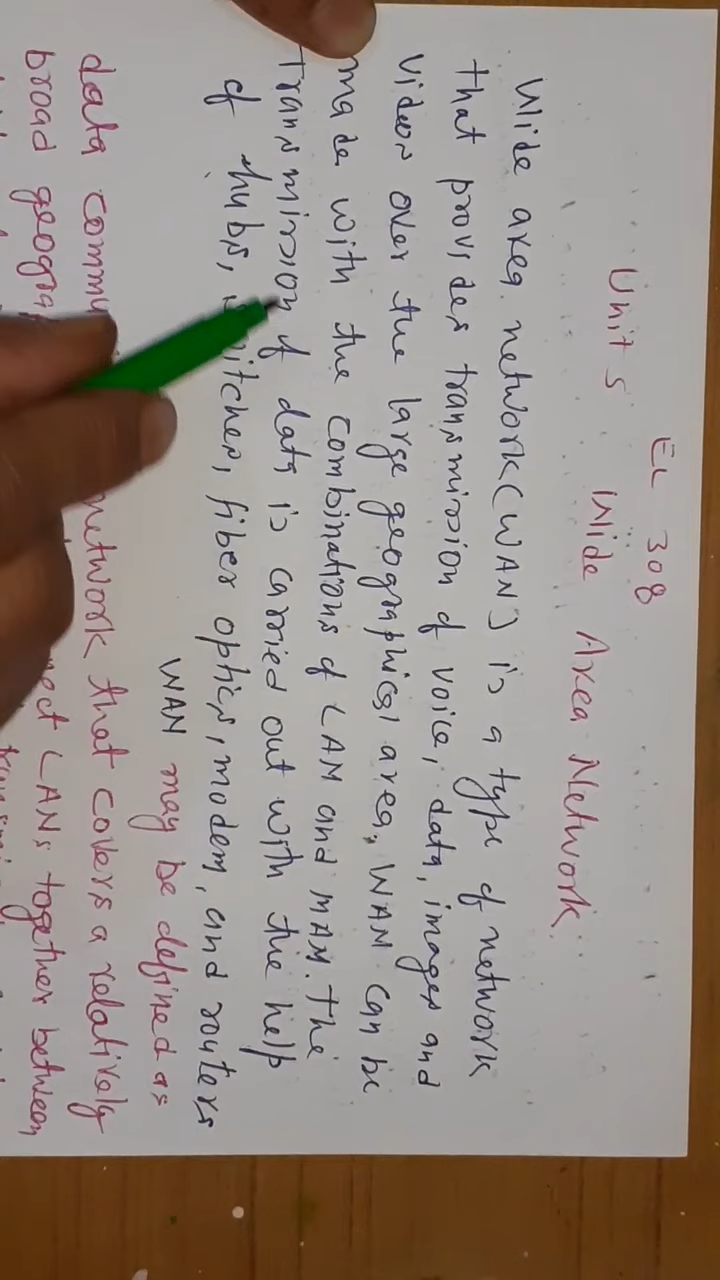 EC 308
Unit 5 Wide Area Network
Wide area network (WAN) is a type of network
that provides transmission of voice, data, images and
videos over the large geographical area, WAN can be
made with the combinations of LAN and MAN. The
transmission of data is carried out with the help
of hubs, switches, fiber optics, modem, and routers
WAN may be defined as
data network that covers a relatively
broad LANs together between